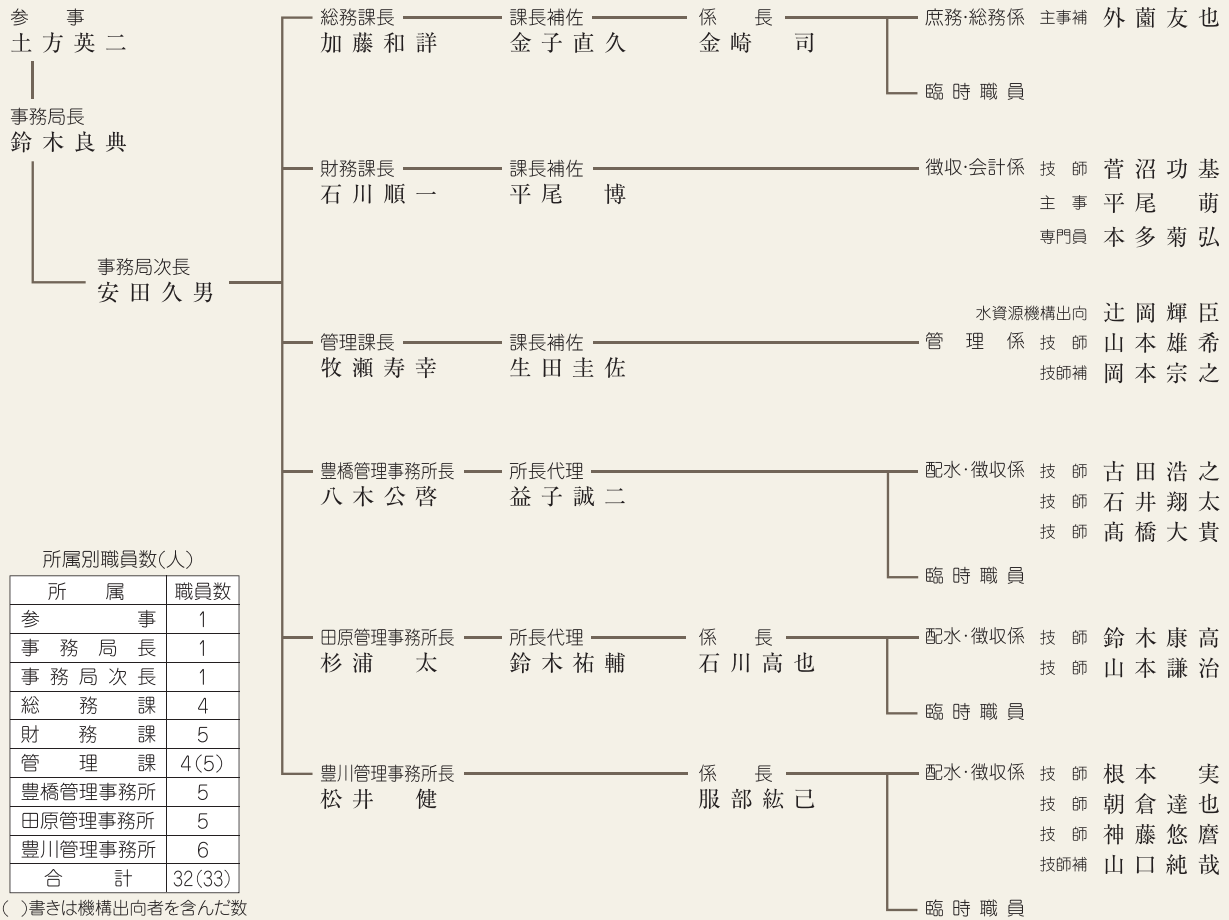 参事
土方英二
事務局長
鈴木良典
事務局次長
安田久男
総務課長
加藤和詳
課長補佐
金子直久
係長
金崎司
庶務・総務係 主事補 外薗友也
臨時職員
財務課長
石川順一
課長補佐
平尾博
徴収・会計係 技師 菅沼功基
主事 平尾萌
専門員 本多菊弘
管理課長
牧瀬寿幸
課長補佐
生田圭佐
水資源機構出向 辻岡輝臣
管理係 技師 山本雄希
技師補 岡本宗之
豊橋管理事務所長
八木公啓
所長代理
益子誠二
配水・徴収係 技師 古田浩之
技師 石井翔太
技師 髙橋大貴
臨時職員
田原管理事務所長
杉浦太
所長代理
鈴木祐輔
係長
石川高也
配水・徴収係 技師 鈴木康高
技師 山本謙治
臨時職員
豊川管理事務所長
松井健
係長
服部紘己
配水・徴収係 技師 根本実
技師 朝倉達也
技師 神藤悠麿
技師補 山口純哉
臨時職員
所属別職員数(人)
所属 職員数
参事 1
事務局長 1
事務局次長 1
総務課 4
財務課 5
管理課 4(5)
豊橋管理事務所 5
田原管理事務所 5
豊川管理事務所 6
合計 32(33)
( )書きは機構出向者を含んだ数